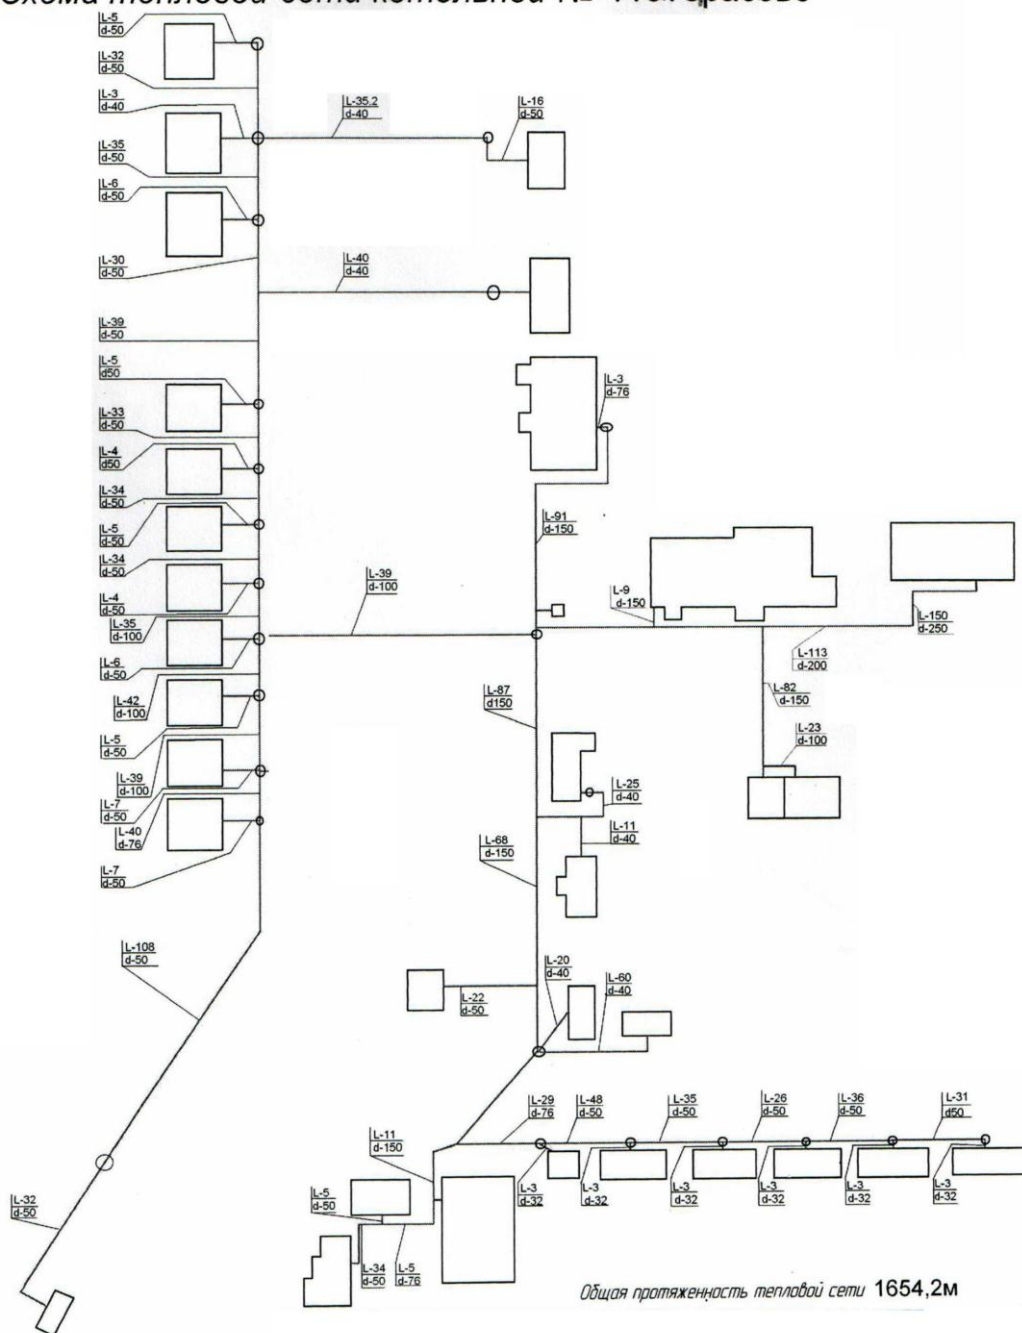 Схема тепловой сети котельной №
L-5
d-50
L-32
d-50
L-3
d-40
L-35.2
d-40
L-16
d-50
L-35
d-50
L-6
d-50
L-30
d-50
L-40
d-40
L-39
d-50
L-5
d50
L-3
d-76
L-33
d-50
L-4
d50
L-34
d-50
L-91
d-150
L-5
d-50
L-34
d-50
L-39
d-100
L-9
d-150
L-150
d-250
L-4
d-50
L-35
d-100
L-113
d-200
L-6
d-50
L-42
d-100
L-87
d150
L-82
d-150
L-23
d-100
L-5
d-50
L-39
d-100
L-25
d-40
L-7
d-50
L-40
d-76
L-11
d-40
L-68
d-150
L-7
d-50
L-108
d-50
L-20
d-40
L-60
d-40
L-22
d-50
L-29
d-76
L-48
d-50
L-35
d-50
L-26
d-50
L-36
d-50
L-31
d50
L-11
d-150
L-3
d-32
L-3
d-32
L-3
d-32
L-3
d-32
L-3
d-32
L-3
d-32
L-5
d-50
L-32
d-50
L-34
d-50
L-5
d-76
Общая протяженность тепловой сети 1654,2м